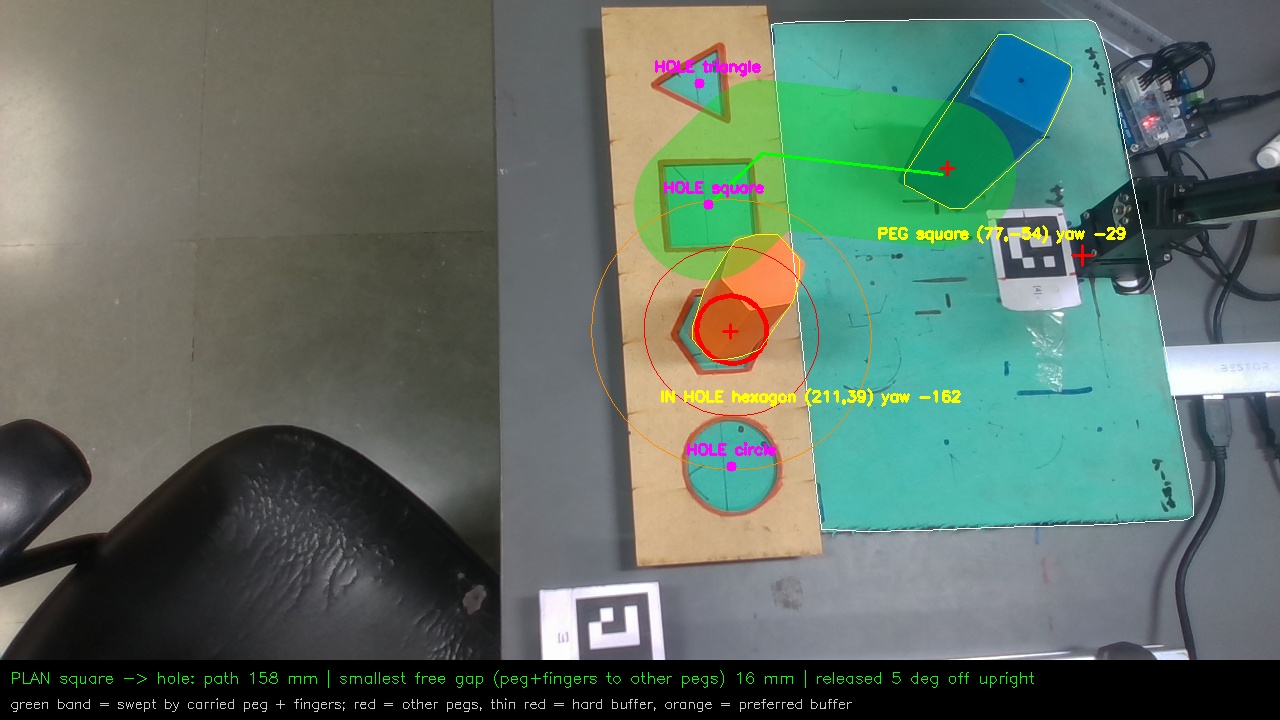 HOLE triangle
HOLE square
PEG square (77,-54) yaw -29
BESTOR
IN HOLE hexagon (211,39) yaw -162
HOLE circle
PLAN square -> hole: path 158 mm | smallest free gap (peg+fingers to other pegs) 16 mm | released 5 deg off upright
green band = swept by carried peg + fingers; red = other pegs, thin red = hard buffer, orange = preferred buffer